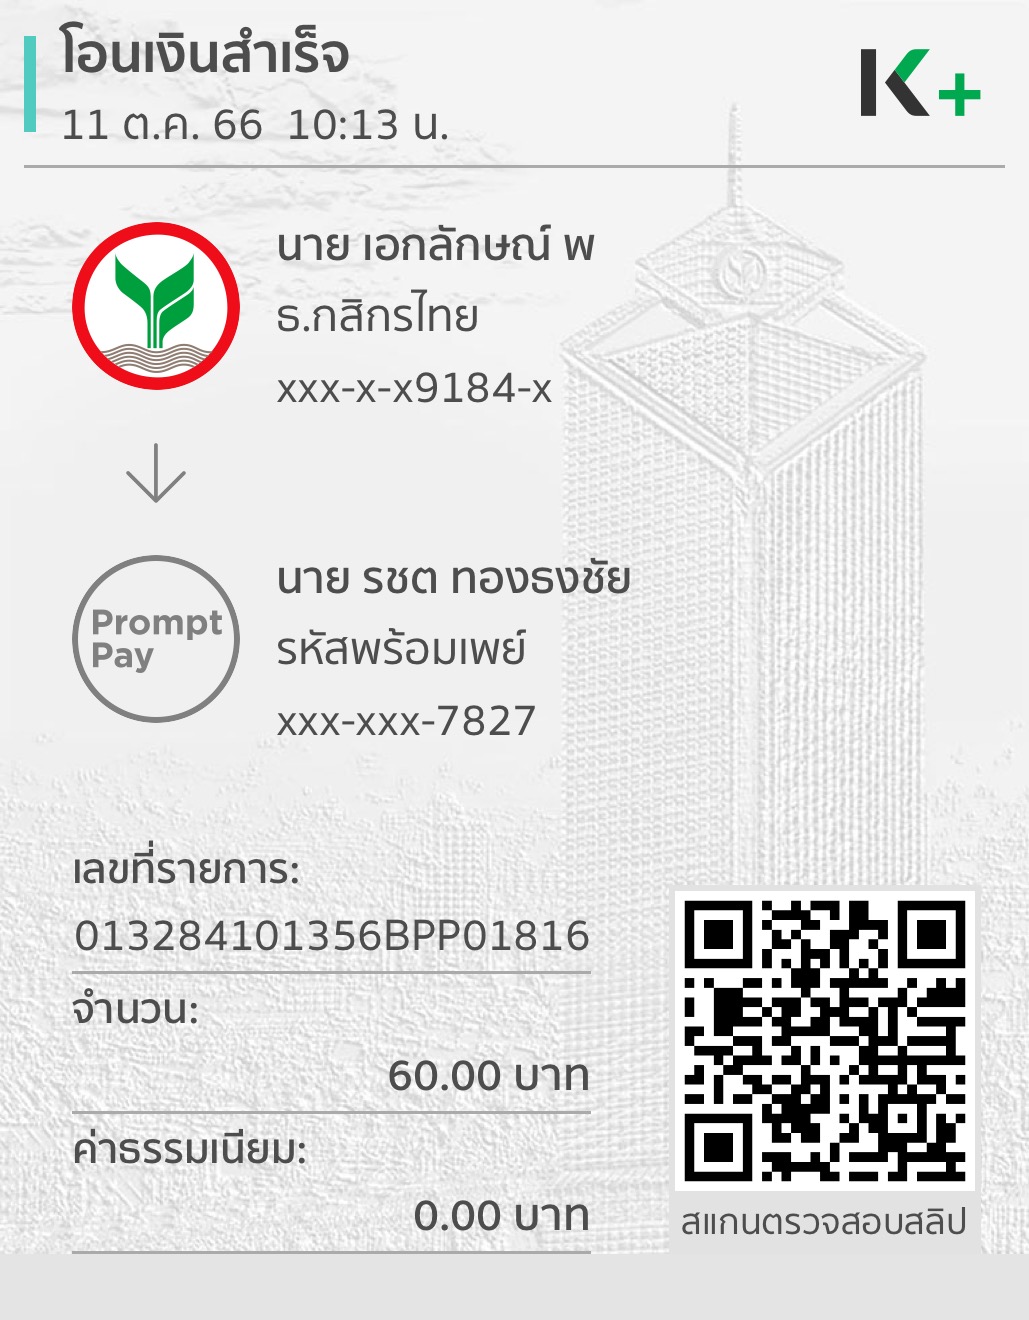 โอนเงินสำเร็จ
11 ต.ค. 66  10:13 น.
K+
นาย เอกลักษณ์ พ
ธ.กสิกรไทย
xxx-x-x9184-x
นาย รชต ทองธงชัย
Prompt
Pay
รหัสพร้อมเพย์
xxx-xxx-7827
เลขที่รายการ:
013284101356BPP01816
จำนวน:
60.00 บาท
ค่าธรรมเนียม:
0.00 บาท
สแกนตรวจสอบสลิป